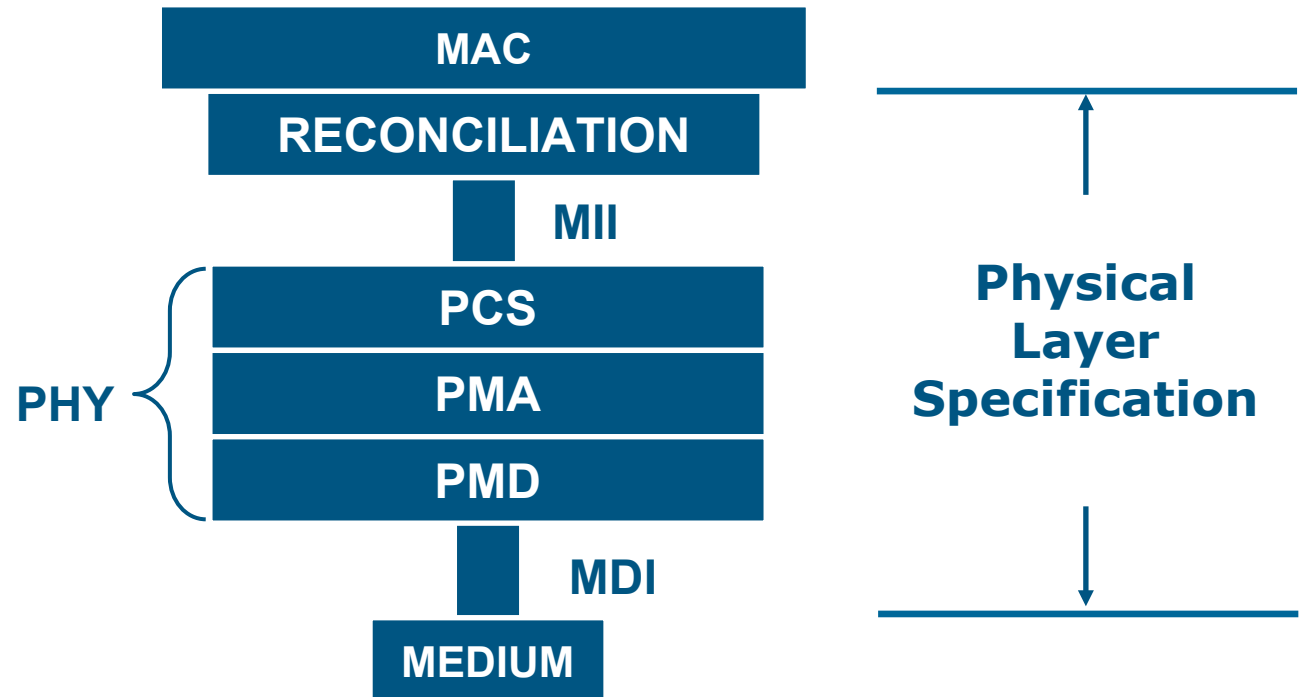 MAC
RECONCILIATION
MII
PCS
PHY
PMA
PMD
MDI
MEDIUM
Physical
Layer
Specification